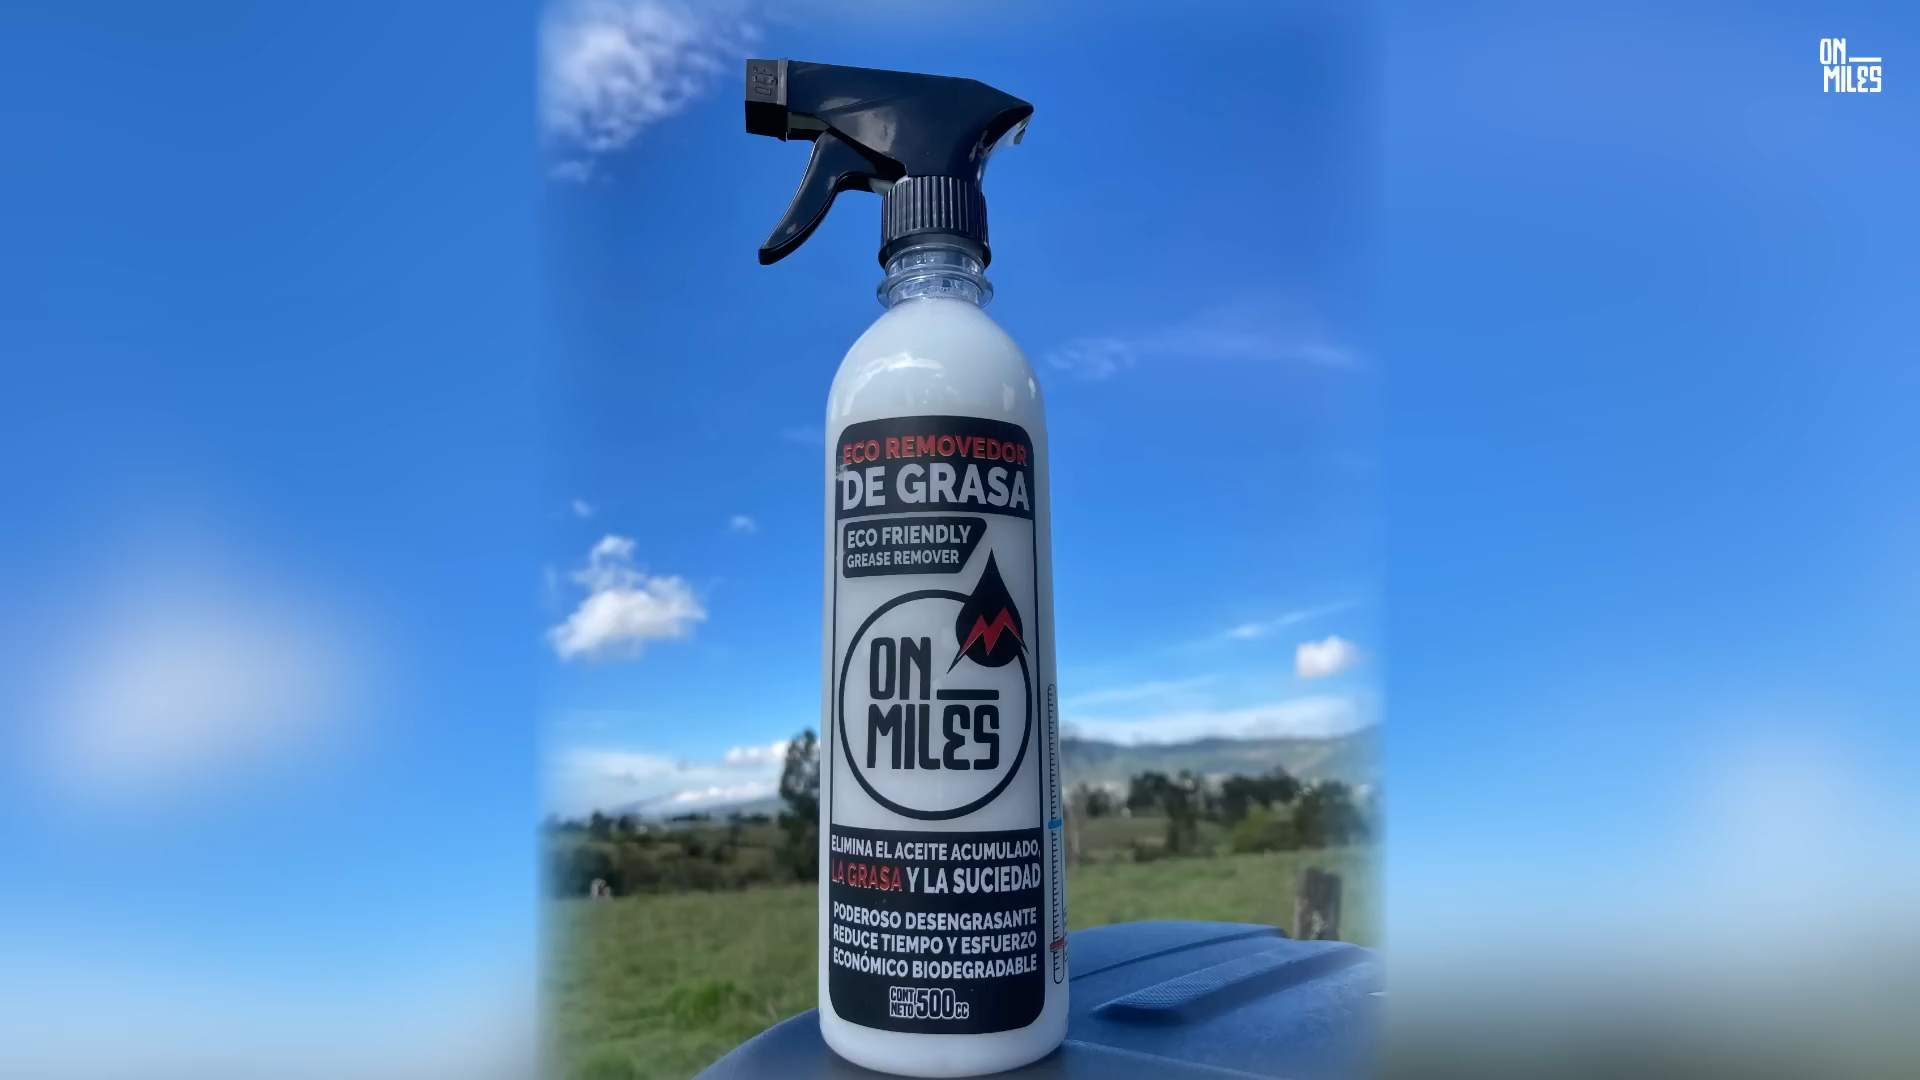 ON
MILES
OFF
ECO REMOVEDOR
DE GRASA
ECO FRIENDLY
GREASE REMOVER
ON
MILES
ELIMINA EL ACEITE ACUMULADO,
LA GRASA Y LA SUCIEDAD
PODEROSO DESENGRASANTE
REDUCE TIEMPO Y ESFUERZO
ECONÓMICO BIODEGRADABLE
CONT
NETO 500CC